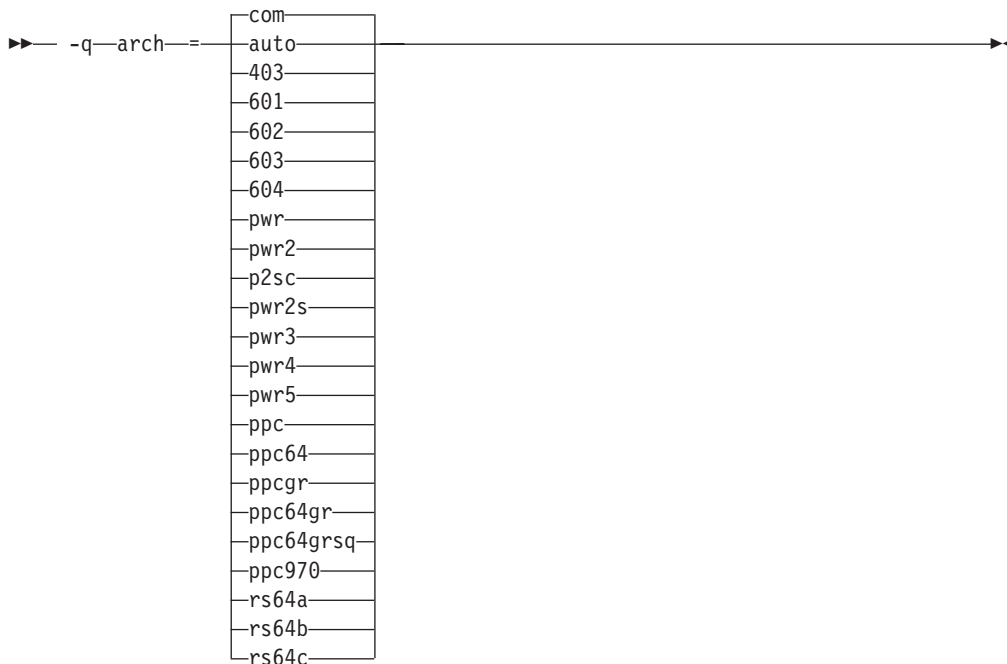 com
-q arch = auto
403
601
602
603
604
pwr
pwr2
p2sc
pwr2s
pwr3
pwr4
pwr5
ppc
ppc64
ppcgr
ppc64gr
ppc64grsq
ppc970
rs64a
rs64b
rs64c